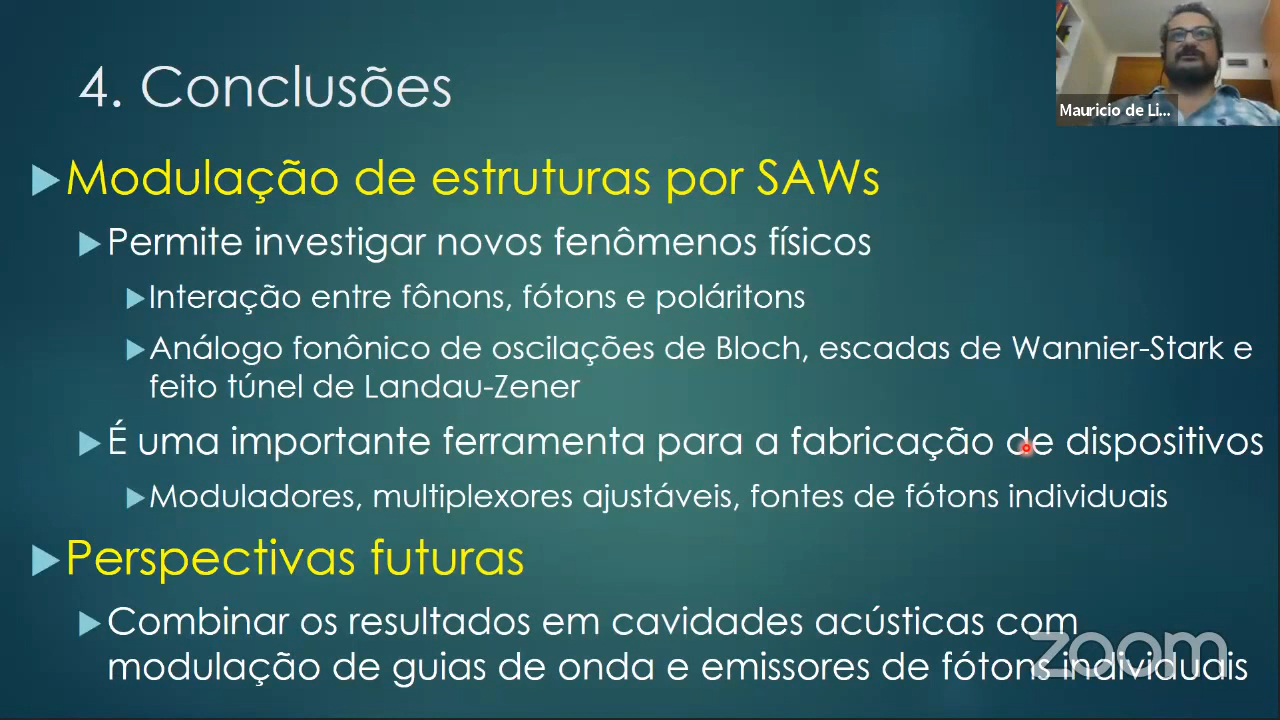 4. Conclusões
Mauricio de Li...
Modulação de estruturas por SAWs
Permite investigar novos fenômenos físicos
Interação entre fônons, fótons e poláritons
Análogo fonônico de oscilações de Bloch, escadas de Wannier-Stark e
feito túnel de Landau-Zener
É uma importante ferramenta para a fabricação de dispositivos
Moduladores, multiplexores ajustáveis, fontes de fótons individuais
Perspectivas futuras
Combinar os resultados em cavidades acústicas com
modulação de guias de onda e emissores de fótons individuais
zoom